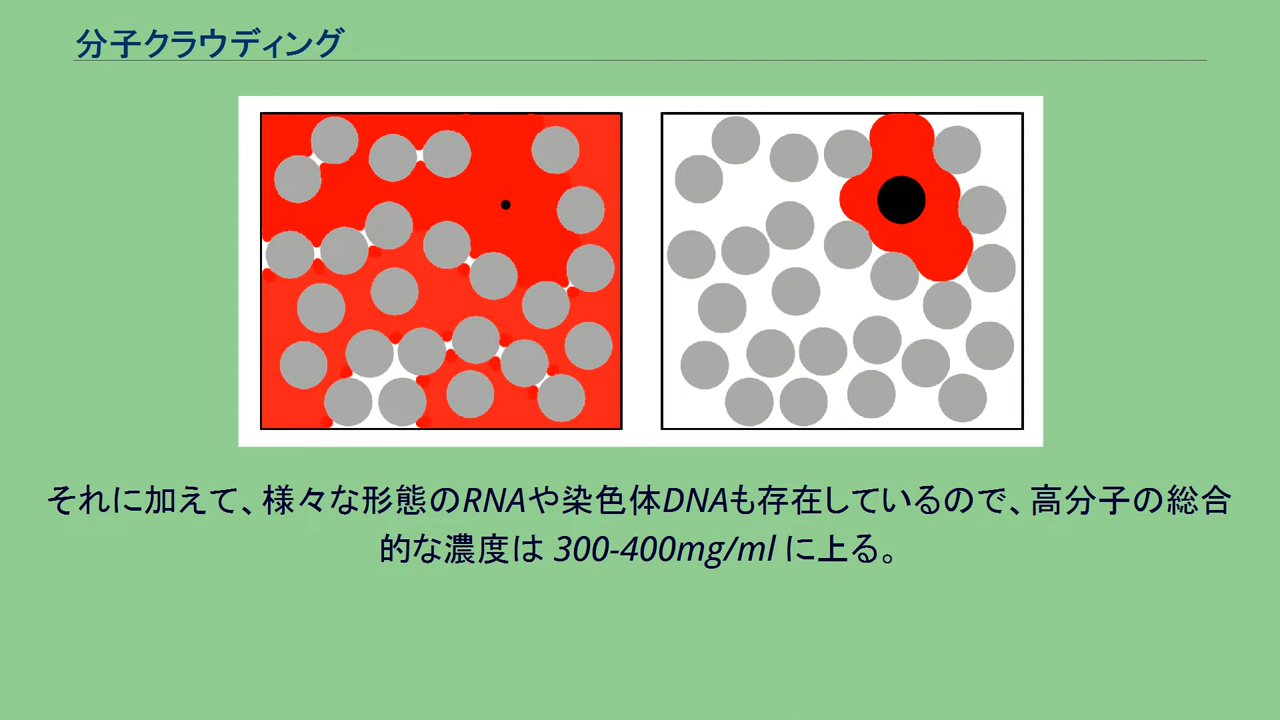 分子クラウディング
それに加えて、様々な形態のRNAや染色体DNAも存在しているので、高分子の総合
的な濃度は 300-400mg/ml に上る。